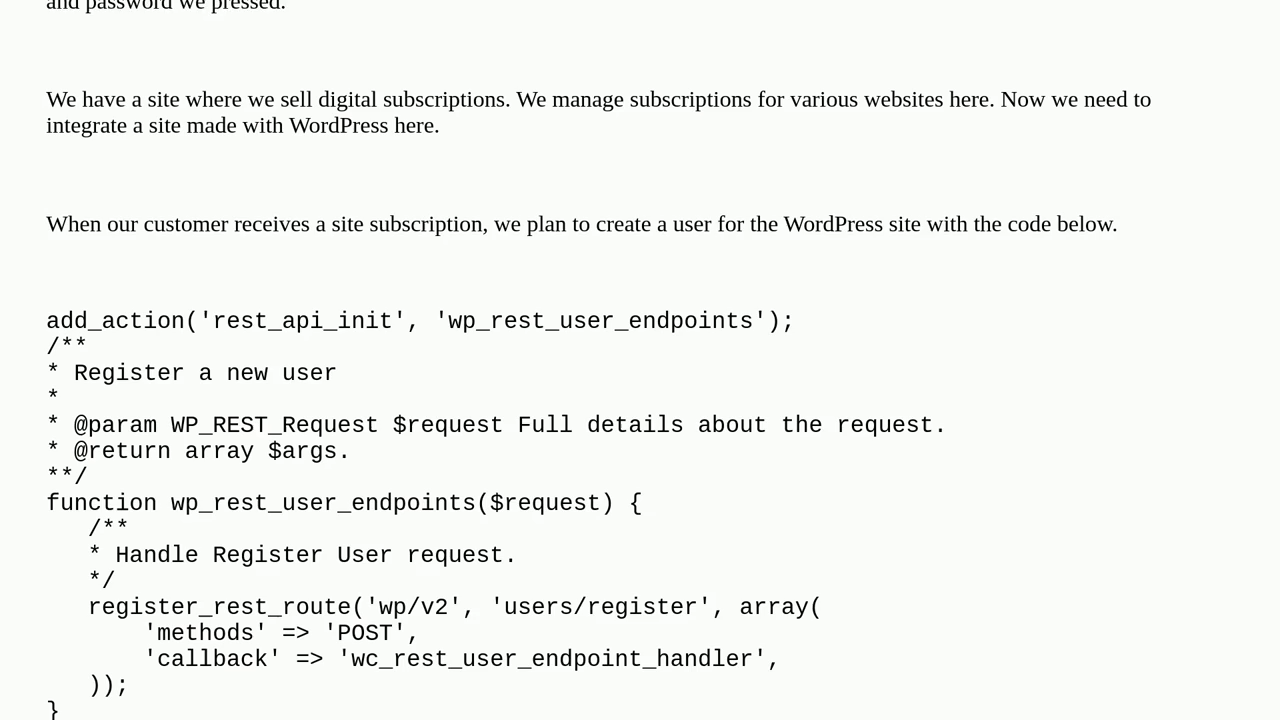 and password we pressed.
We have a site where we sell digital subscriptions. We manage subscriptions for various websites here. Now we need to
integrate a site made with WordPress here.
When our customer receives a site subscription, we plan to create a user for the WordPress site with the code below.
add_action('rest_api_init', 'wp_rest_user_endpoints');
/**
* Register a new user
*
* @param WP_REST_Request $request Full details about the request.
* @return array $args.
**/
function wp_rest_user_endpoints($request) {
   /**
   * Handle Register User request.
   */
   register_rest_route('wp/v2', 'users/register', array(
       'methods' => 'POST',
       'callback' => 'wc_rest_user_endpoint_handler',
   ));
}